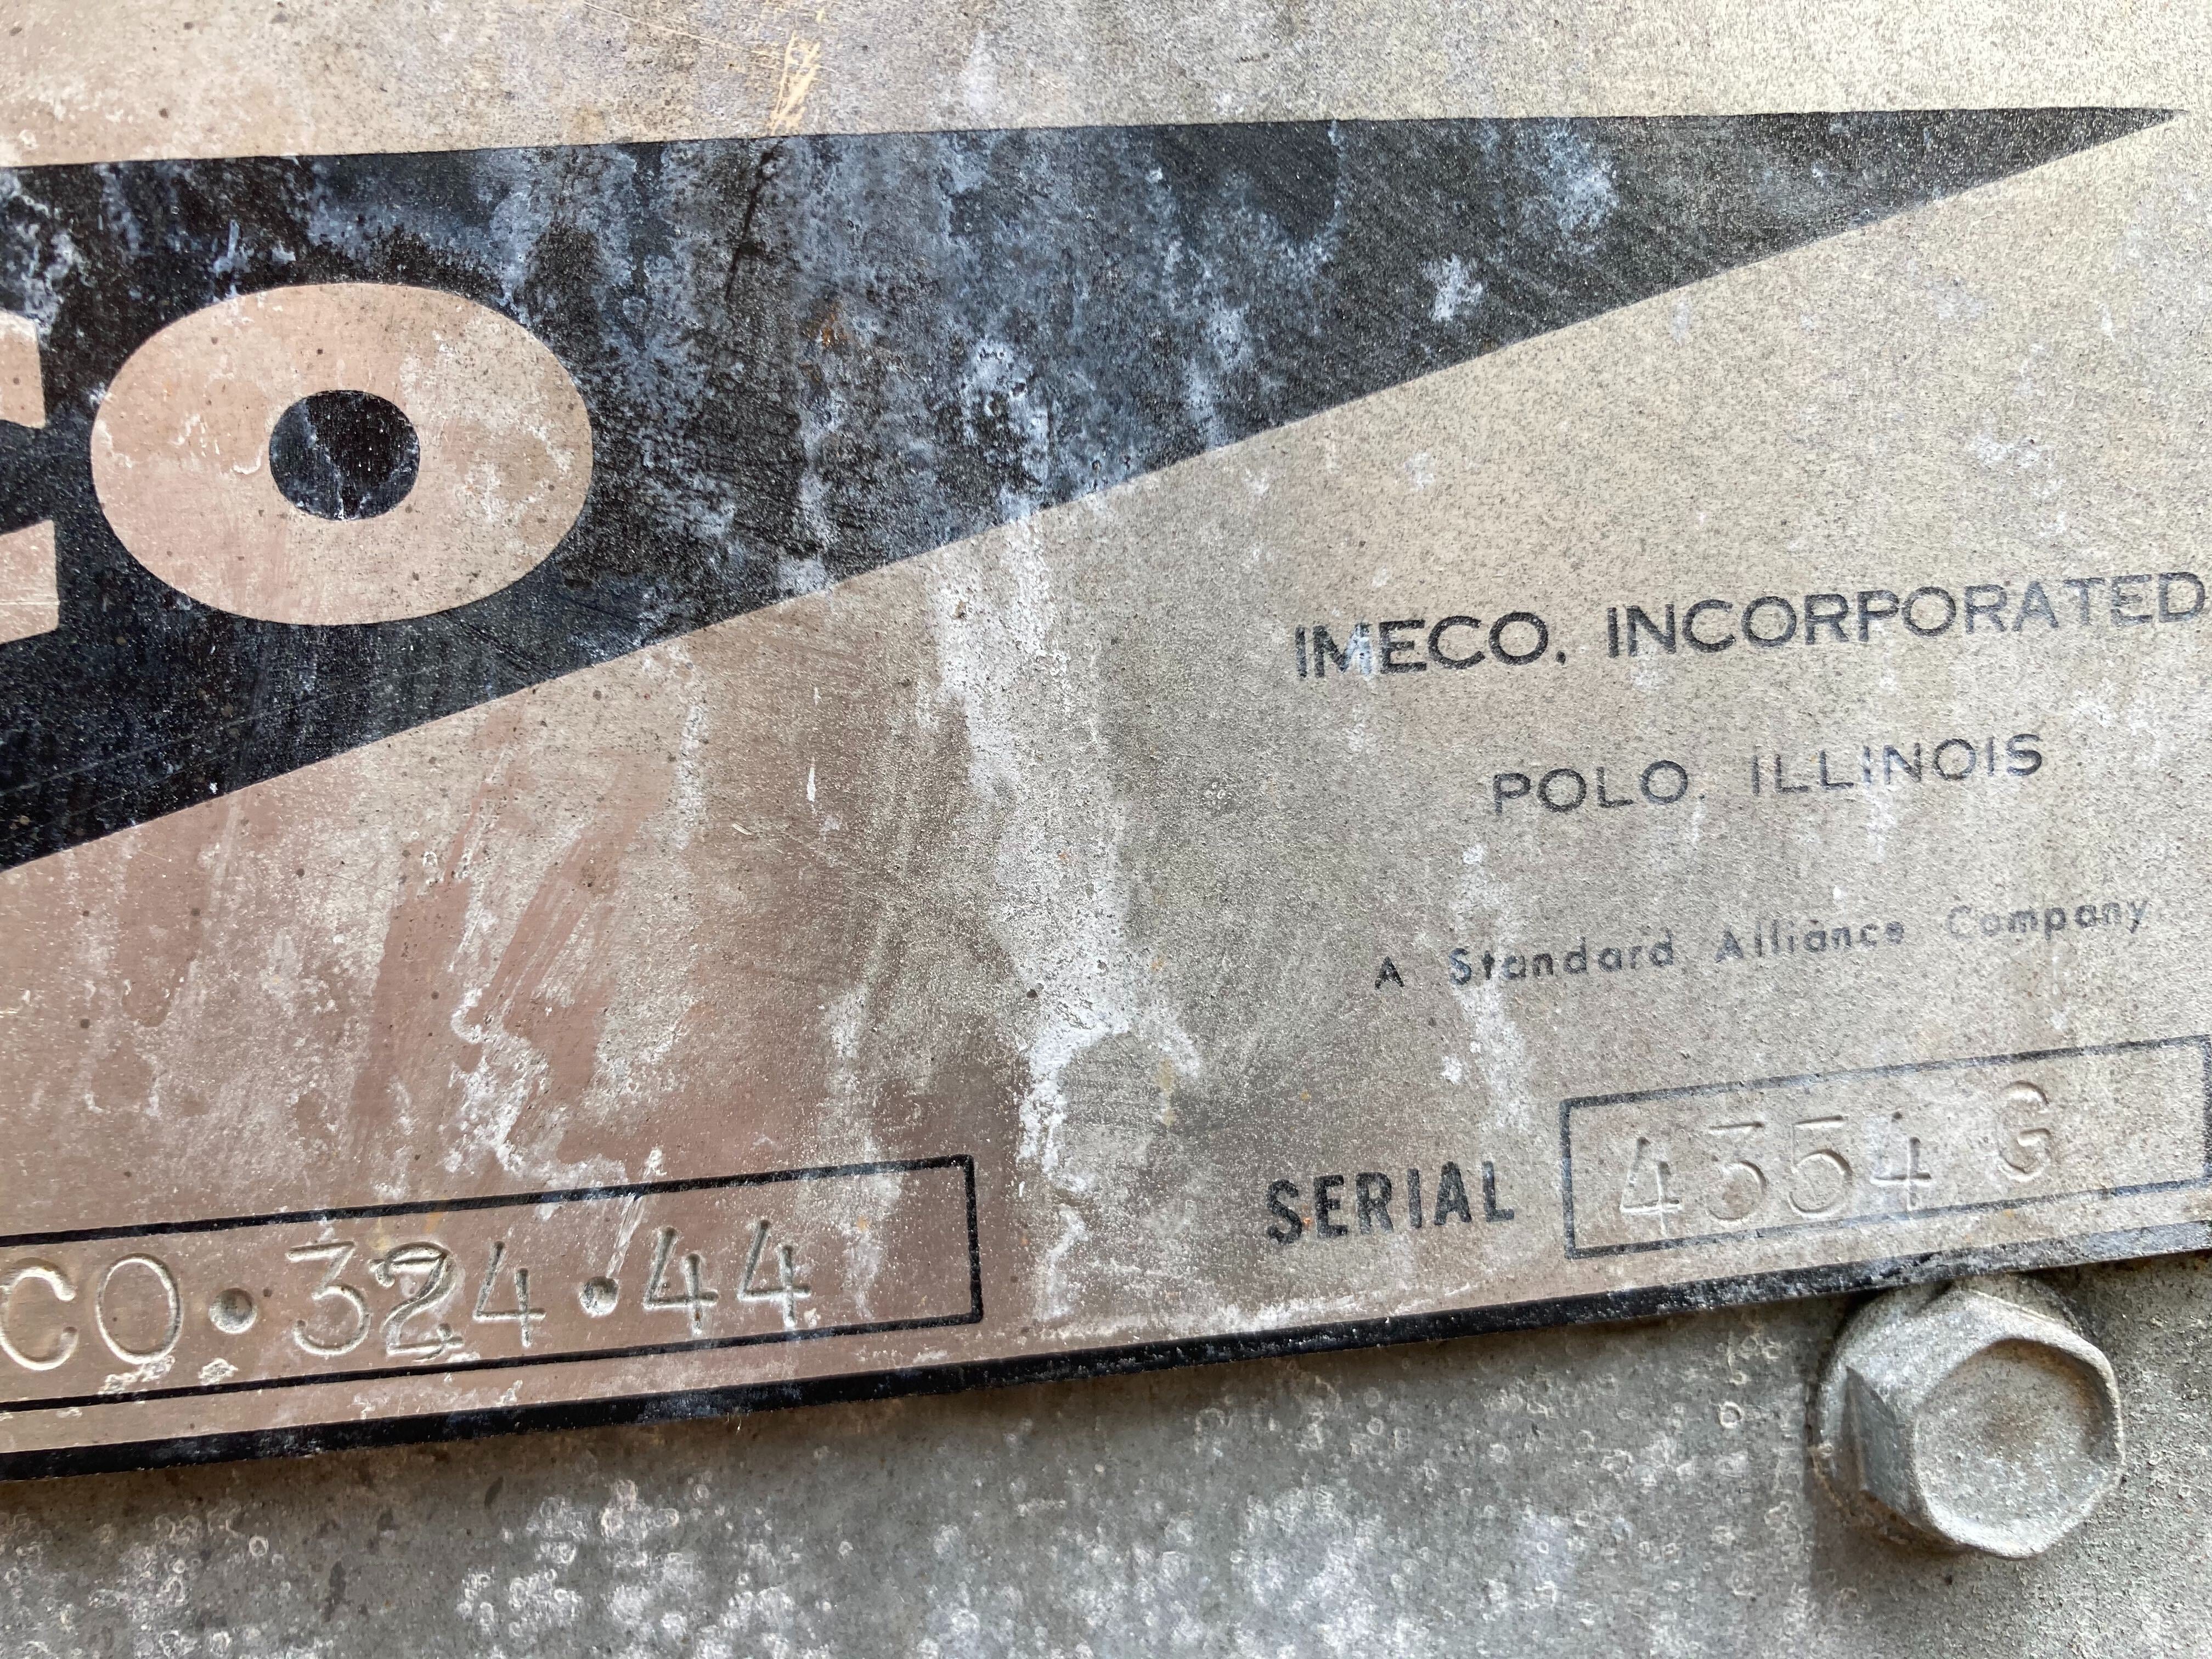 CO
IMECO, INCORPORATED
POLO, ILLINOIS
A Standard Alliance Company
SERIAL 4354 G
CO•324•44